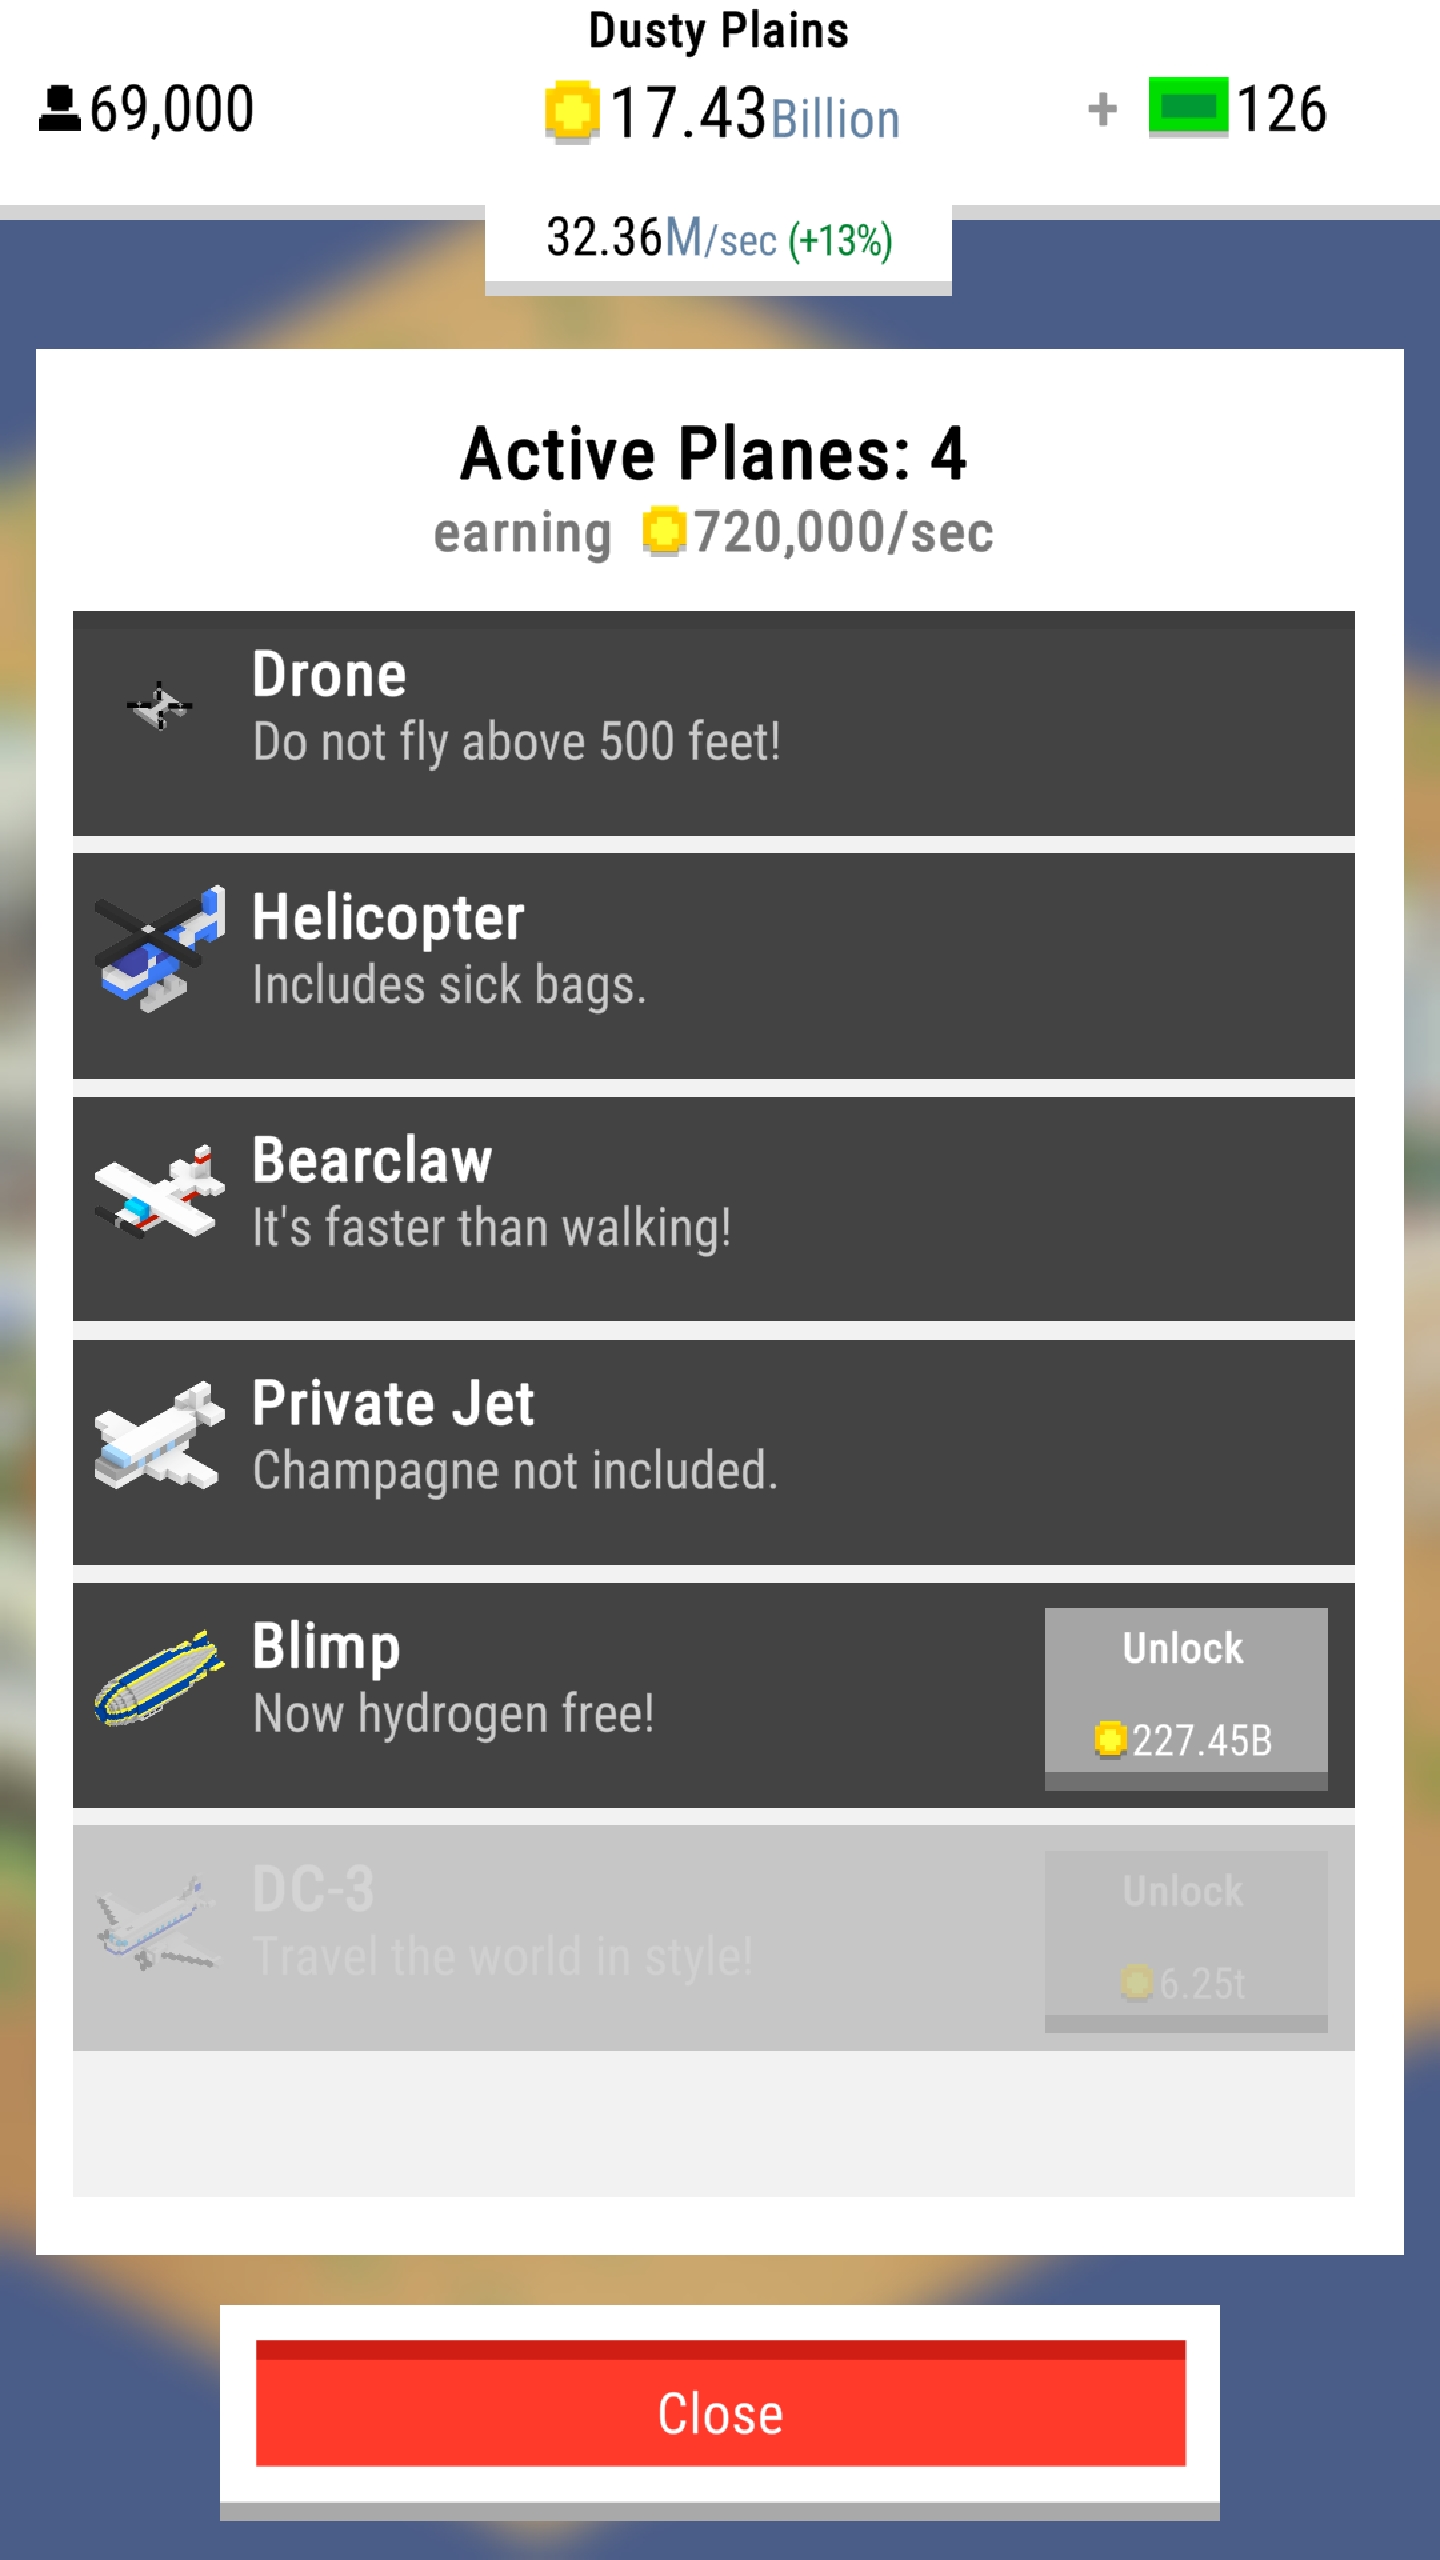 Dusty Plains
69,000
17.43Billion
+ 126
32.36M/sec (+13%)
Active Planes: 4
earning 720,000/sec
Drone
Do not fly above 500 feet!
Helicopter
Includes sick bags.
Bearclaw
It's faster than walking!
Private Jet
Champagne not included.
Blimp
Now hydrogen free!
Unlock
227.45B
DC-3
Travel the world in style!
Unlock
6.25t
Close